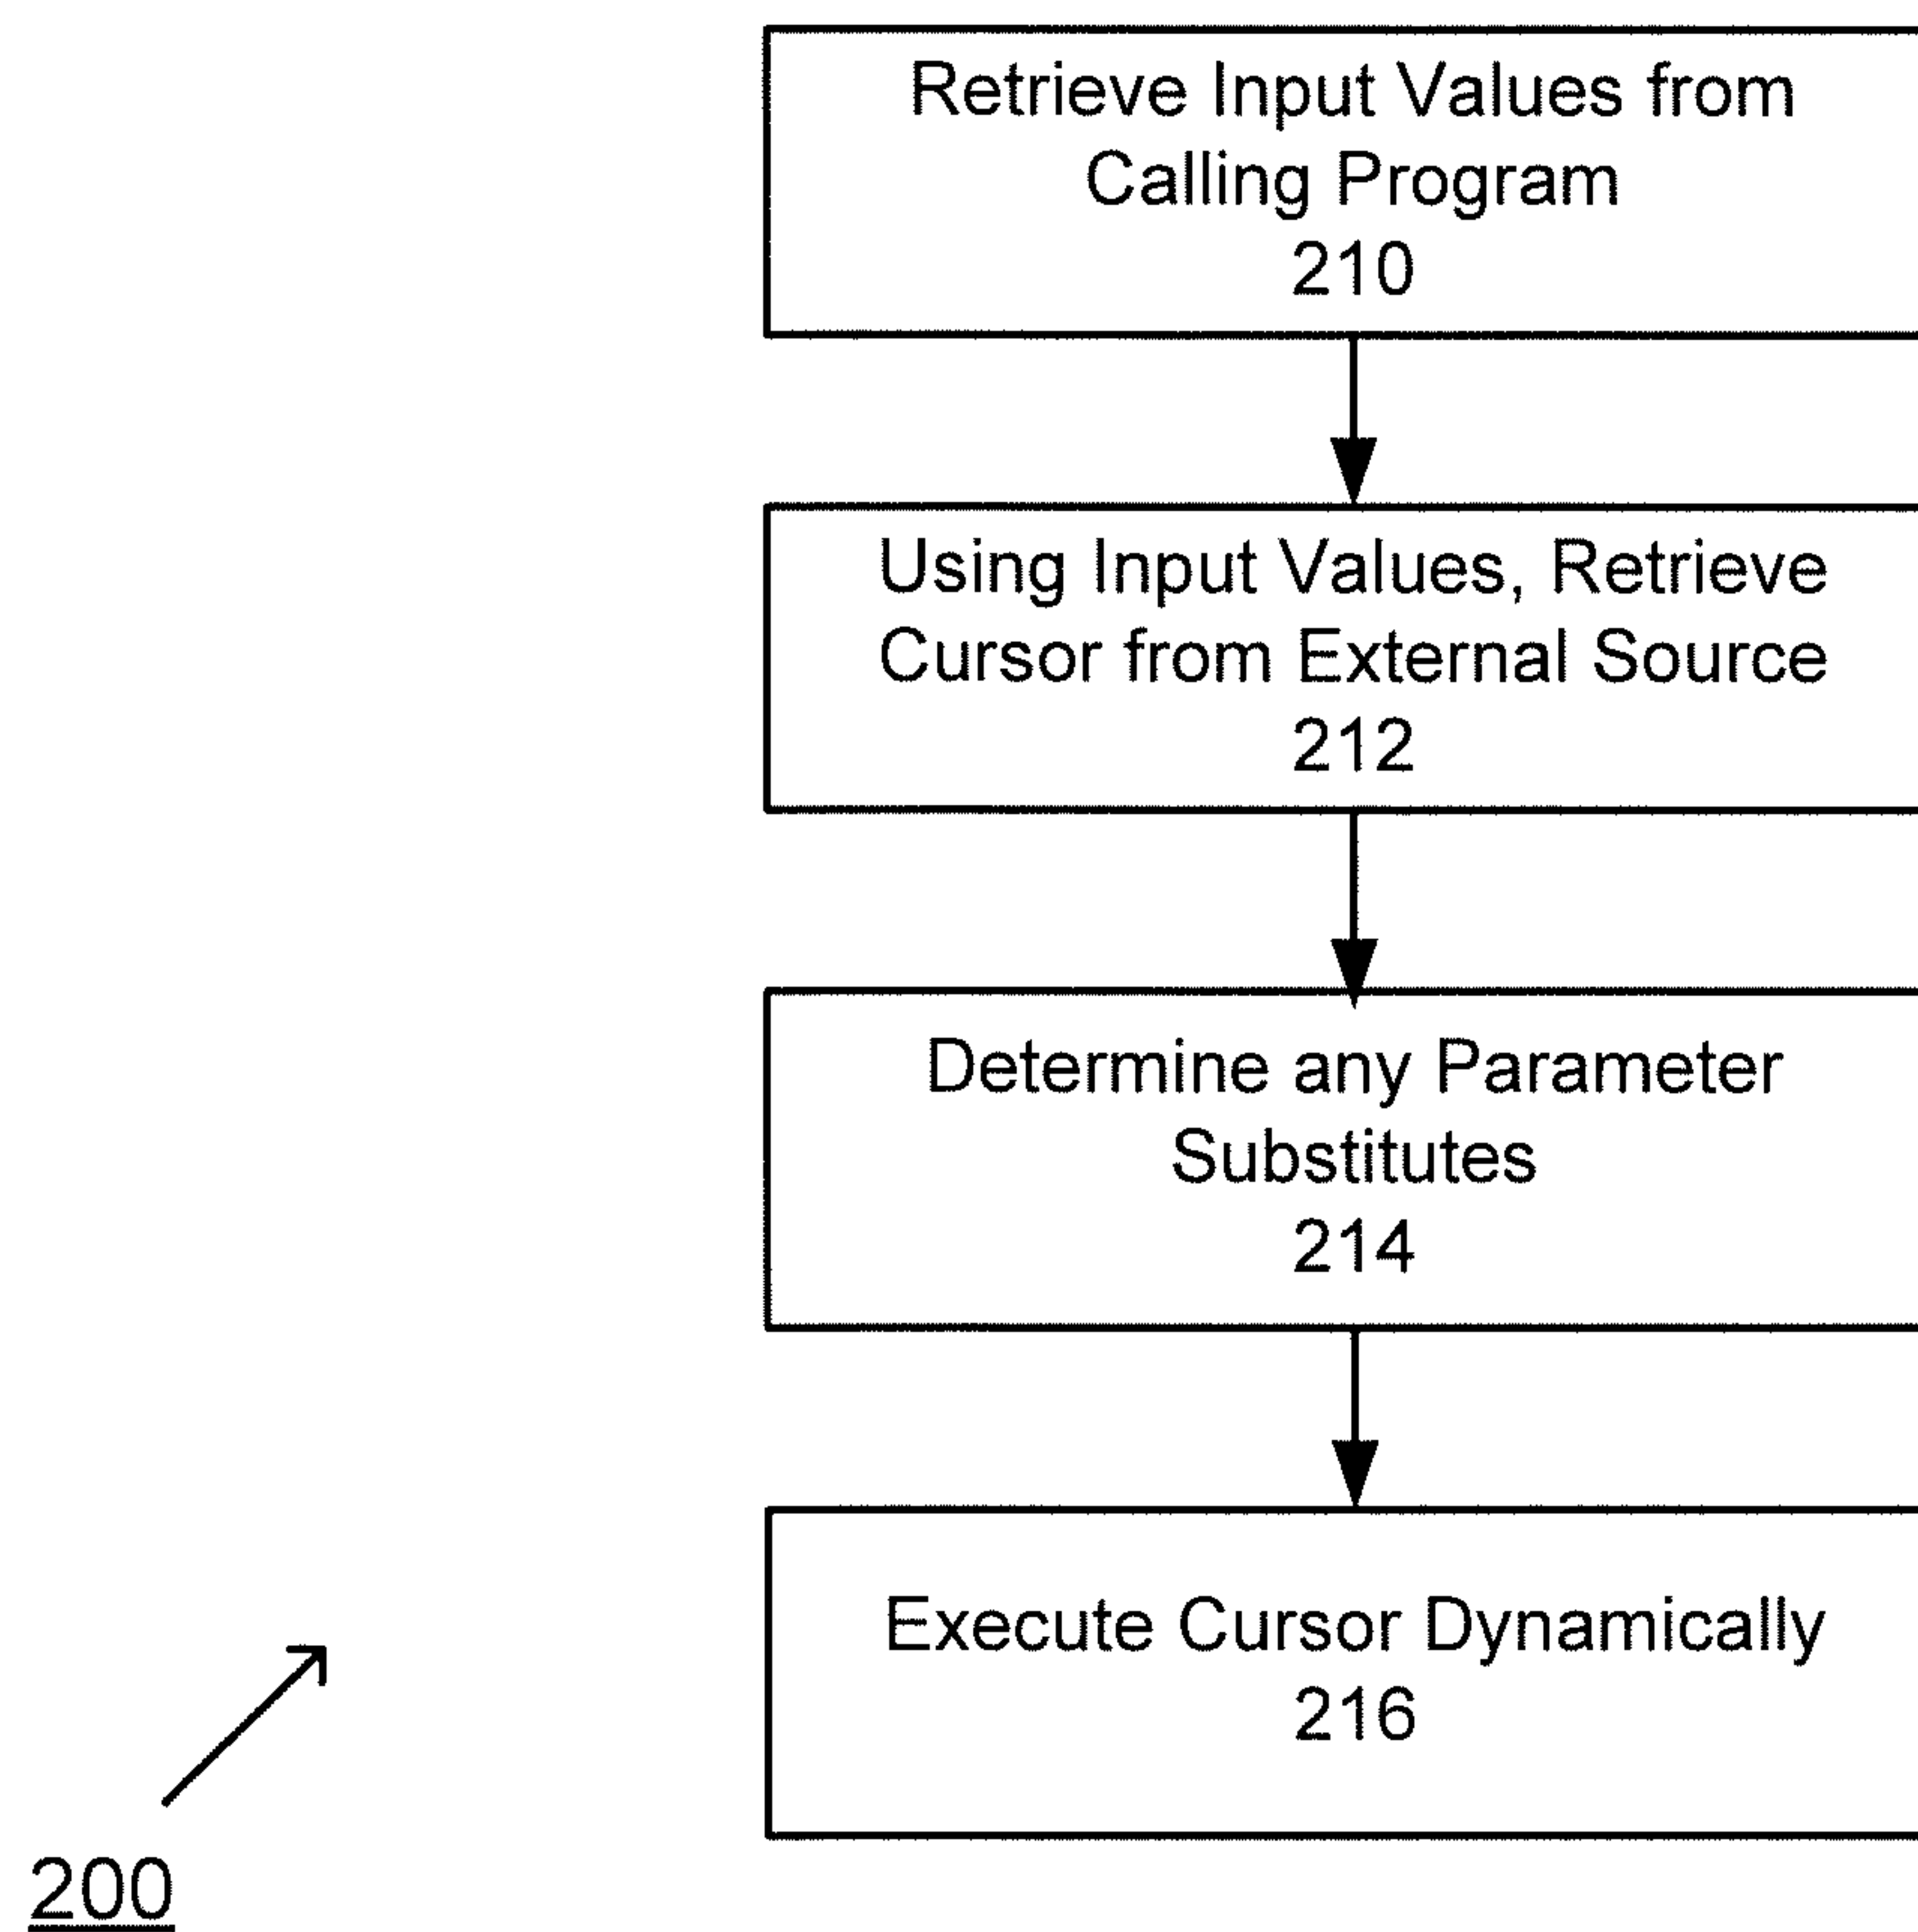 Retrieve Input Values from
Calling Program
210
Using Input Values, Retrieve
Cursor from External Source
212
Determine any Parameter
Substitutes
214
Execute Cursor Dynamically
216
200